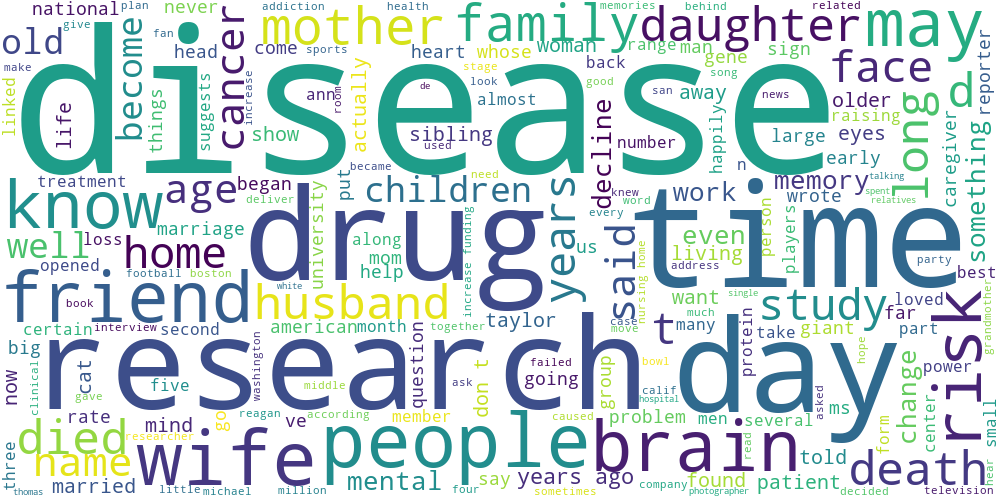 national
plan
addiction
health
memories
behind
related
give
never
fan
mother
family
daughter
may
old
become
head
come
sports
heart
whose
woman
range
man
sign
reporter
make
disease
cancer
actually
stage
back
gene
face
linked
life
things
suggests
increase
show
ann
room
look
de
almost
good
song
san
away
news
older
raising
long
d
used
sibling
decline
number
happily
large
eyes
early
caregiver
something
treatment
know
age
began
deliver
university
put
became
children
need
years
knew
every
word
work
n
memory
wrote
talking
spent
relatives
drug
time
well
loss
marriage
home
along
mom
help
us
said
even
living
address
person
players
party
opened
football
boston
white
increase funding
nursing home
single
best
friend
book
husband
want
much
study
loved
far
grandmother
certain
interview
second
washington
american
month
together
taylor
move
case
t
many
protein
take
giant
part
risk
big
research
day
now
cat
five
middle
question
failed
going
bowl
group
calif
hospital
hope
power
change
clinical
gave
reagan
according
ask
don t
rate
mind
go
ve
member
caused
problem
men
several
asked
ms
form
center
small
died
researcher
wife
people
brain
read
told
death
three
name
married
mental
say
years ago
found
patient
hear
thomas
little
michael
million
four
sometimes
company
photographer
decided
television